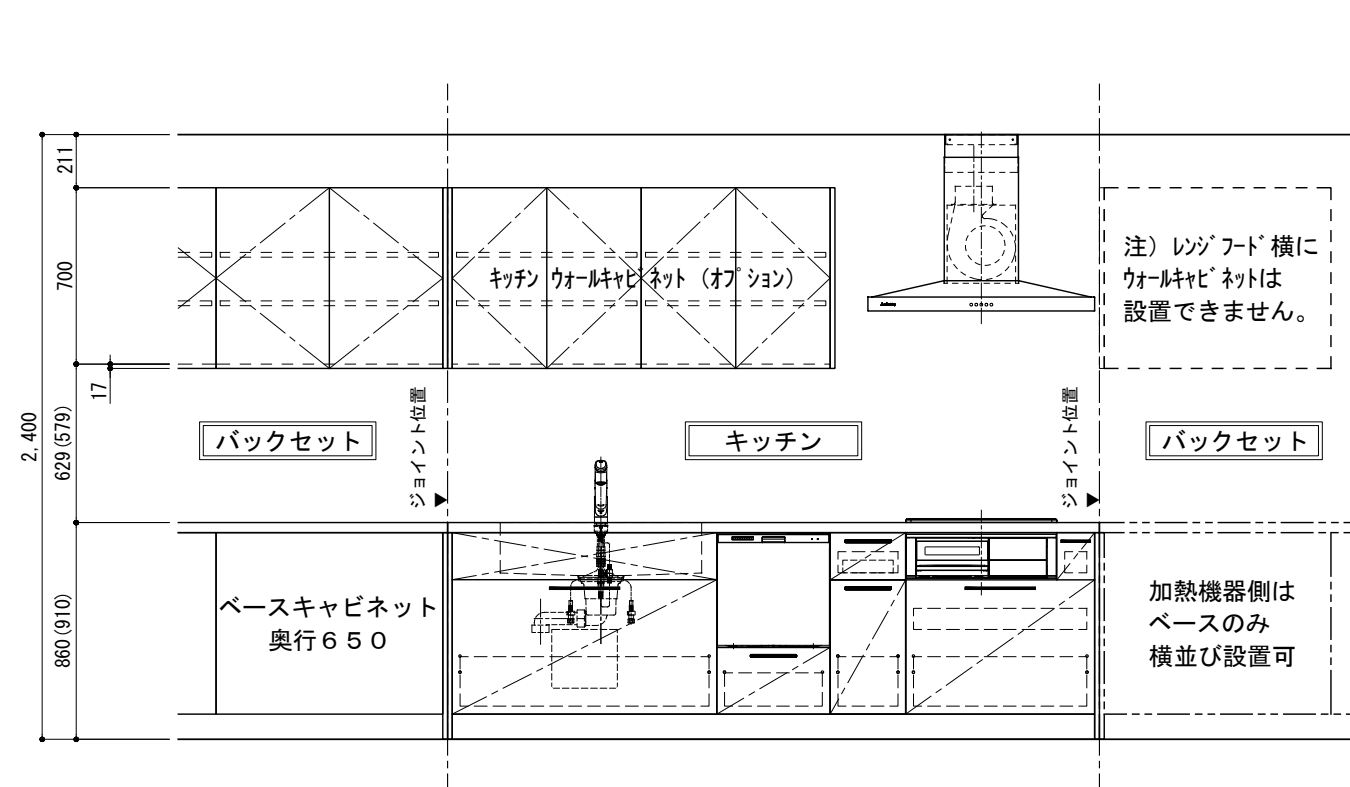 211
700
17
2,400
629(579)
860(910)
キッチン ウォールキャビネット (オプション)
注) レンジフード横に
ウォールキャビネットは
設置できません。
ジョイント位置
ジョイント位置
バックセット
キッチン
バックセット
ベースキャビネット
奥行650
加熱機器側は
ベースのみ
横並び設置可